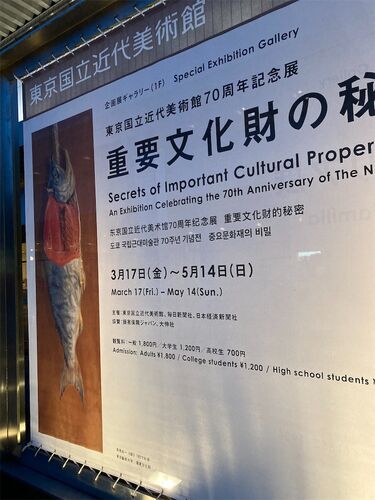 東京国立近代美術館
企画展ギャラリー(1F) Special Exhibition Gallery
東京国立近代美術館70周年記念展
重要文化財の秘
Secrets of Important Cultural Proper
An Exhibition Celebrating the 70th Anniversary of The N
东京国立近代美术馆70周年纪念展 重要文化財的秘密
도쿄 국립근대미술관 70주년 기념전 중요문화재의 비밀
3月17日(金)~5月14日(日)
March 17(Fri.) – May 14(Sun.)
主催:東京国立近代美術館、毎日新聞社、日本経済新聞社
協賛:損害保険ジャパン、大伸社
観覧料:一般 1,800円/大学生 1,200円/高校生 700円
Admission: Adults ¥1,800 / College students ¥1,200 / High school students